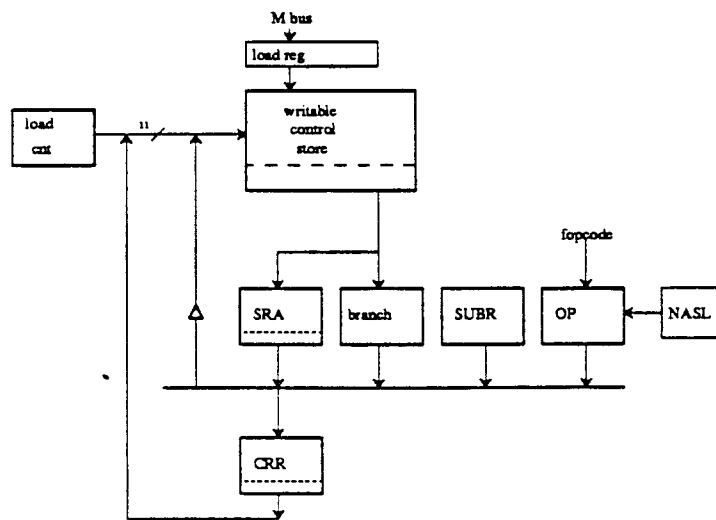 M bus
load reg
load
cnt
11
writable
control
store
fopcode
SRA
branch
SUBR
OP
NASL
CRR